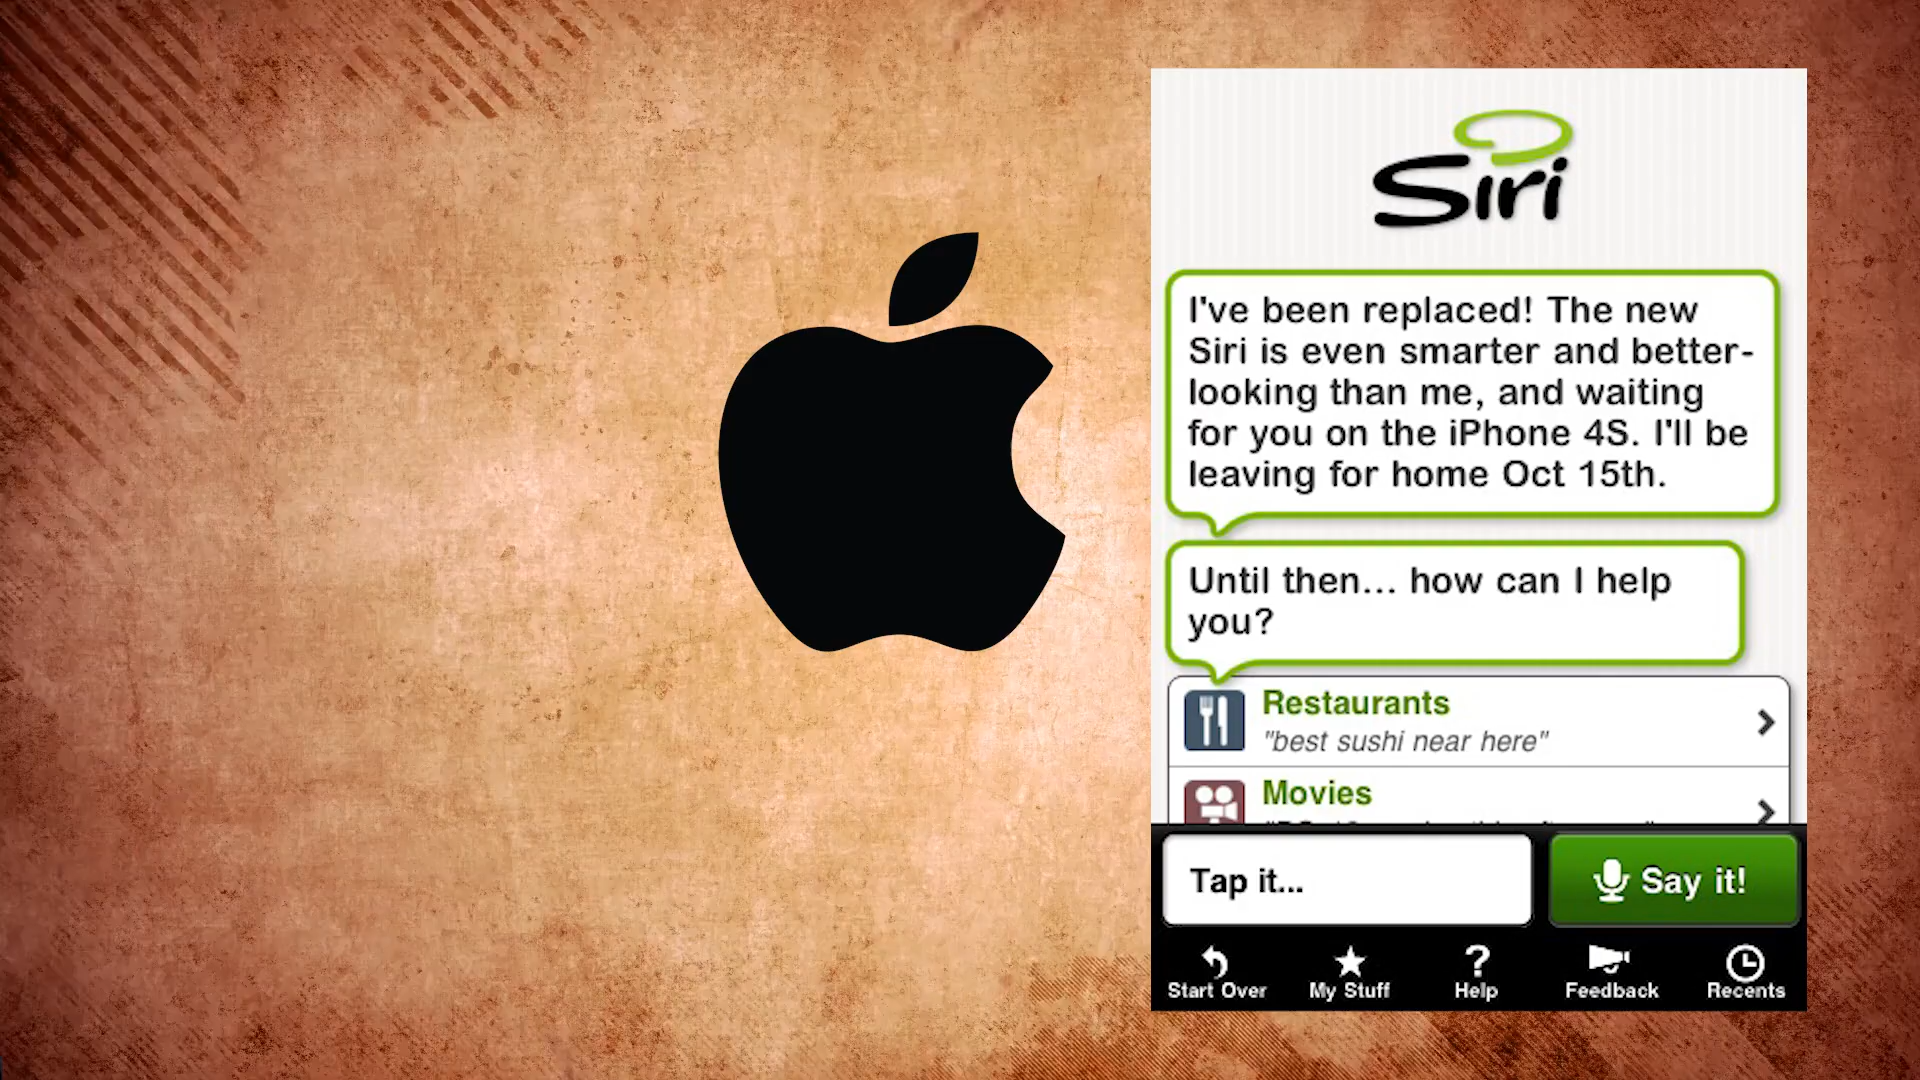 Siri
I've been replaced! The new
Siri is even smarter and better-
looking than me, and waiting
for you on the iPhone 4S. I'll be
leaving for home Oct 15th.
Until then... how can I help
you?
Restaurants
"best sushi near here"
Movies
Tap it...
Say it!
Start Over
My Stuff
Help
Feedback
Recents